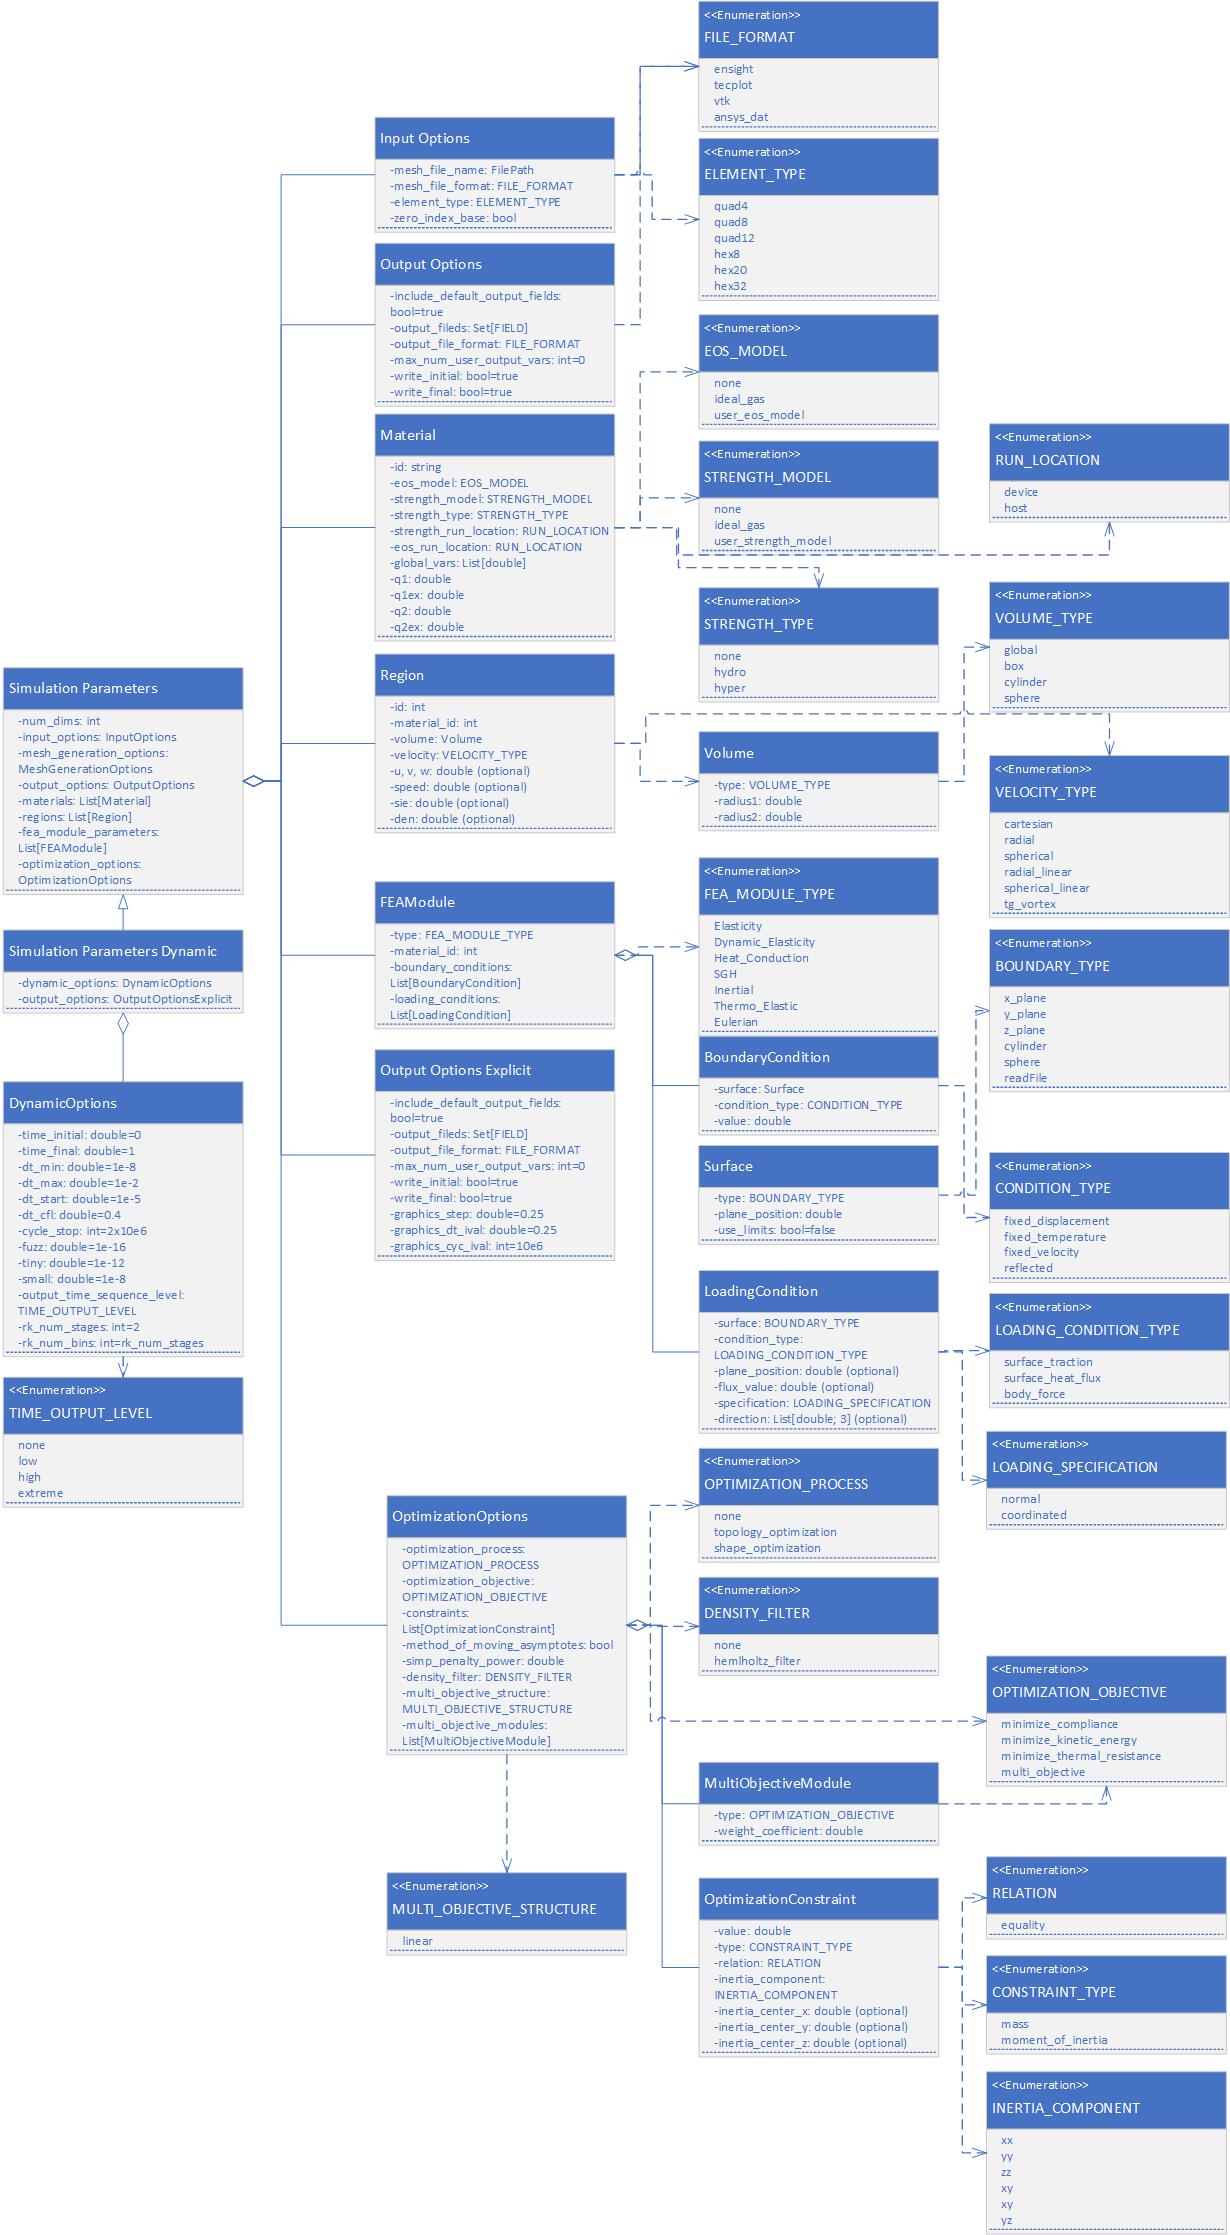 <<Enumeration>>
FILE_FORMAT
ensight
tecplot
vtk
ansys_dat
Input Options
-mesh_file_name: FilePath
-mesh_file_format: FILE_FORMAT
-element_type: ELEMENT_TYPE
-zero_index_base: bool
<<Enumeration>>
ELEMENT_TYPE
quad4
quad8
quad12
hex8
hex20
hex32
Output Options
-include_default_output_fields:
bool=true
-output_fileds: Set[FIELD]
-output_file_format: FILE_FORMAT
-max_num_user_output_vars: int=0
-write_initial: bool=true
-write_final: bool=true
<<Enumeration>>
EOS_MODEL
none
ideal_gas
user_eos_model
Material
-id: string
-eos_model: EOS_MODEL
-strength_model: STRENGTH_MODEL
-strength_type: STRENGTH_TYPE
-strength_run_location: RUN_LOCATION
-eos_run_location: RUN_LOCATION
-global_vars: List[double]
-q1: double
-q1ex: double
-q2: double
-q2ex: double
<<Enumeration>>
STRENGTH_MODEL
none
ideal_gas
user_strength_model
<<Enumeration>>
RUN_LOCATION
device
host
<<Enumeration>>
STRENGTH_TYPE
none
hydro
hyper
<<Enumeration>>
VOLUME_TYPE
global
box
cylinder
sphere
Simulation Parameters
-num_dims: int
-input_options: InputOptions
-mesh_generation_options:
MeshGenerationOptions
-output_options: OutputOptions
-materials: List[Material]
-regions: List[Region]
-fea_module_parameters:
List[FEAModule]
-optimization_options:
OptimizationOptions
Region
-id: int
-material_id: int
-volume: Volume
-velocity: VELOCITY_TYPE
-u, v, w: double (optional)
-speed: double (optional)
-sie: double (optional)
-den: double (optional)
Volume
-type: VOLUME_TYPE
-radius1: double
-radius2: double
<<Enumeration>>
VELOCITY_TYPE
cartesian
radial
spherical
radial_linear
spherical_linear
tg_vortex
Simulation Parameters Dynamic
-dynamic_options: DynamicOptions
-output_options: OutputOptionsExplicit
FEAModule
-type: FEA_MODULE_TYPE
-material_id: int
-boundary_conditions:
List[BoundaryCondition]
-loading_conditions:
List[LoadingCondition]
<<Enumeration>>
FEA_MODULE_TYPE
Elasticity
Dynamic_Elasticity
Heat_Conduction
SGH
Inertial
Thermo_Elastic
Eulerian
<<Enumeration>>
BOUNDARY_TYPE
x_plane
y_plane
z_plane
cylinder
sphere
readFile
BoundaryCondition
-surface: Surface
-condition_type: CONDITION_TYPE
-value: double
DynamicOptions
-time_initial: double=0
-time_final: double=1
-dt_min: double=1e-8
-dt_max: double=1e-2
-dt_start: double=1e-5
-dt_cfl: double=0.4
-cycle_stop: int=2x10e6
-fuzz: double=1e-16
-tiny: double=1e-12
-small: double=1e-8
-output_time_sequence_level:
TIME_OUTPUT_LEVEL
-rk_num_stages: int=2
-rk_num_bins: int=rk_num_stages
Output Options Explicit
-include_default_output_fields:
bool=true
-output_fileds: Set[FIELD]
-output_file_format: FILE_FORMAT
-max_num_user_output_vars: int=0
-write_initial: bool=true
-write_final: bool=true
-graphics_step: double=0.25
-graphics_dt_ival: double=0.25
-graphics_cyc_ival: int=10e6
Surface
-type: BOUNDARY_TYPE
-plane_position: double
-use_limits: bool=false
<<Enumeration>>
CONDITION_TYPE
fixed_displacement
fixed_temperature
fixed_velocity
reflected
LoadingCondition
-surface: BOUNDARY_TYPE
-condition_type:
LOADING_CONDITION_TYPE
-plane_position: double (optional)
-flux_value: double (optional)
-specification: LOADING_SPECIFICATION
-direction: List[double; 3] (optional)
<<Enumeration>>
LOADING_CONDITION_TYPE
surface_traction
surface_heat_flux
body_force
<<Enumeration>>
TIME_OUTPUT_LEVEL
none
low
high
extreme
<<Enumeration>>
LOADING_SPECIFICATION
normal
coordinated
<<Enumeration>>
OPTIMIZATION_PROCESS
none
topology_optimization
shape_optimization
OptimizationOptions
-optimization_process:
OPTIMIZATION_PROCESS
-optimization_objective:
OPTIMIZATION_OBJECTIVE
-constraints:
List[OptimizationConstraint]
-method_of_moving_asymptotes: bool
-simp_penalty_power: double
-density_filter: DENSITY_FILTER
-multi_objective_structure:
MULTI_OBJECTIVE_STRUCTURE
-multi_objective_modules:
List[MultiObjectiveModule]
<<Enumeration>>
DENSITY_FILTER
none
hemlholtz_filter
<<Enumeration>>
OPTIMIZATION_OBJECTIVE
minimize_compliance
minimize_kinetic_energy
minimize_thermal_resistance
multi_objective
MultiObjectiveModule
-type: OPTIMIZATION_OBJECTIVE
-weight_coefficient: double
<<Enumeration>>
MULTI_OBJECTIVE_STRUCTURE
linear
OptimizationConstraint
-value: double
-type: CONSTRAINT_TYPE
-relation: RELATION
-inertia_component:
INERTIA_COMPONENT
-inertia_center_x: double (optional)
-inertia_center_y: double (optional)
-inertia_center_z: double (optional)
<<Enumeration>>
RELATION
equality
<<Enumeration>>
CONSTRAINT_TYPE
mass
moment_of_inertia
<<Enumeration>>
INERTIA_COMPONENT
xx
yy
zz
xy
xy
yz